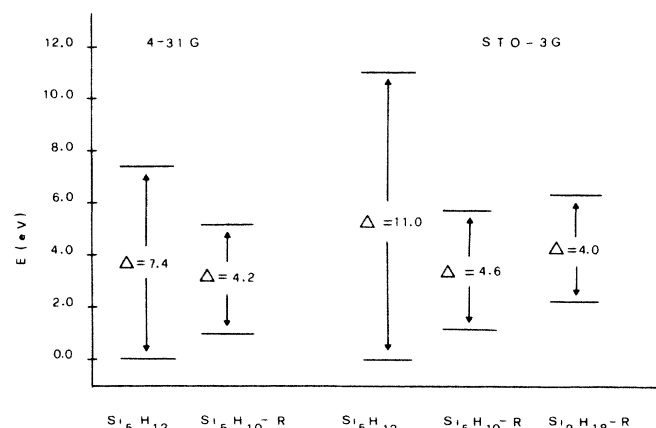 4-31G
STO-3G
12.0
10.0
8.0
6.0
4.0
2.0
0.0
E (eV)
Δ=7.4
Δ=4.2
Δ=11.0
Δ=4.6
Δ=4.0
Si5H12
Si5H10-R
Si5H12
Si5H10-R
Si9H18-R